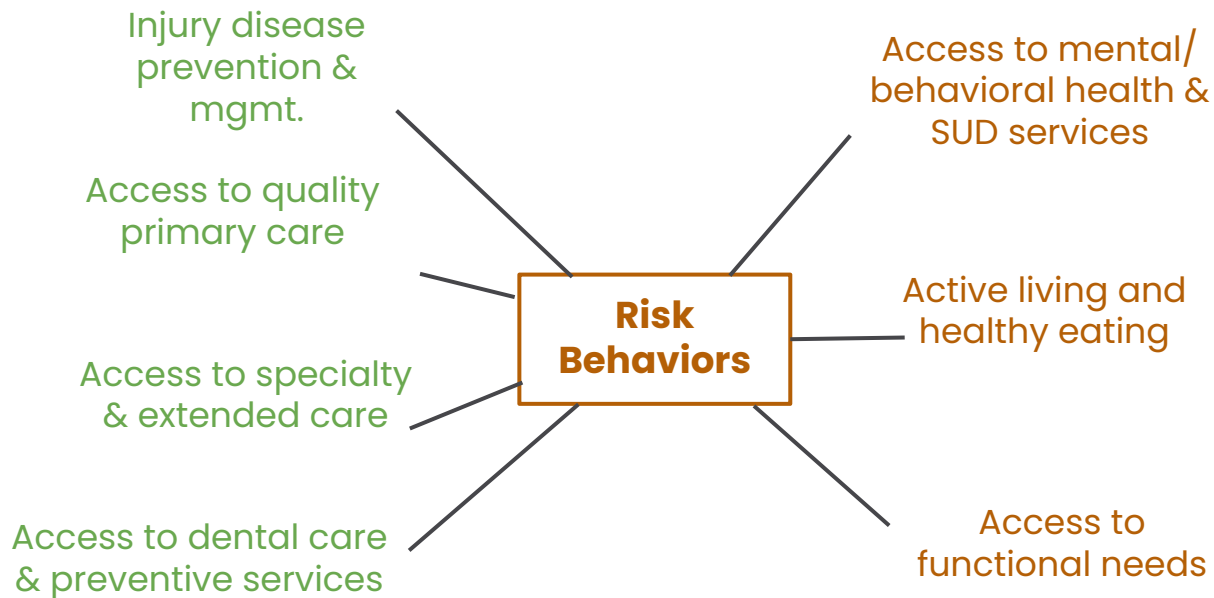 Injury disease
prevention &
mgmt.
Access to quality
primary care
Access to specialty
& extended care
Access to dental care
& preventive services
Risk
Behaviors
Access to mental/
behavioral health &
SUD services
Active living and
healthy eating
Access to
functional needs